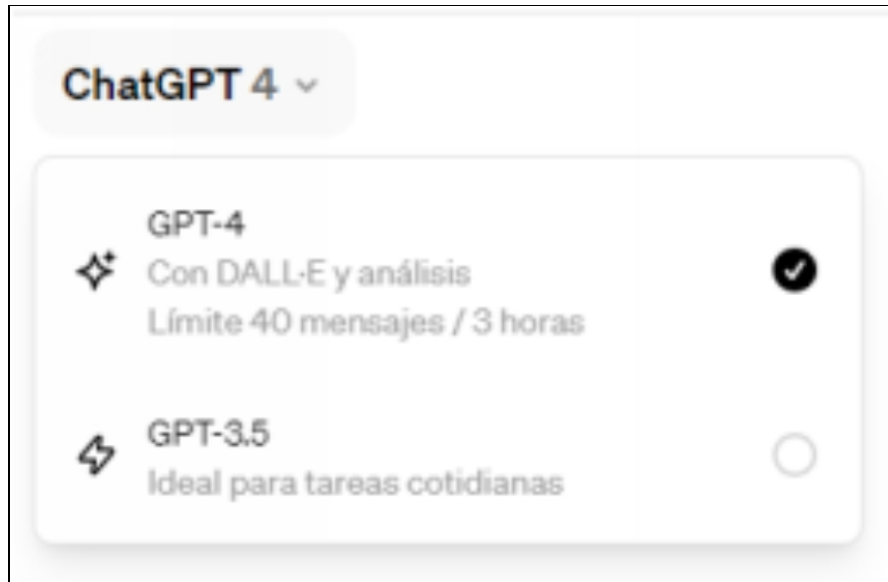 ChatGPT 4
GPT-4
Con DALL·E y análisis
Límite 40 mensajes / 3 horas
GPT-3.5
Ideal para tareas cotidianas